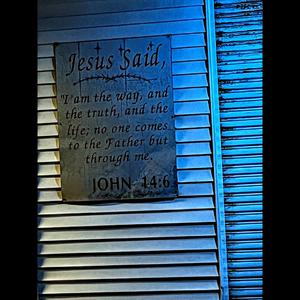 Jesus Said,
"I am the way, and
the truth, and the
life; no one comes
to the Father but
through me.
JOHN 14:6